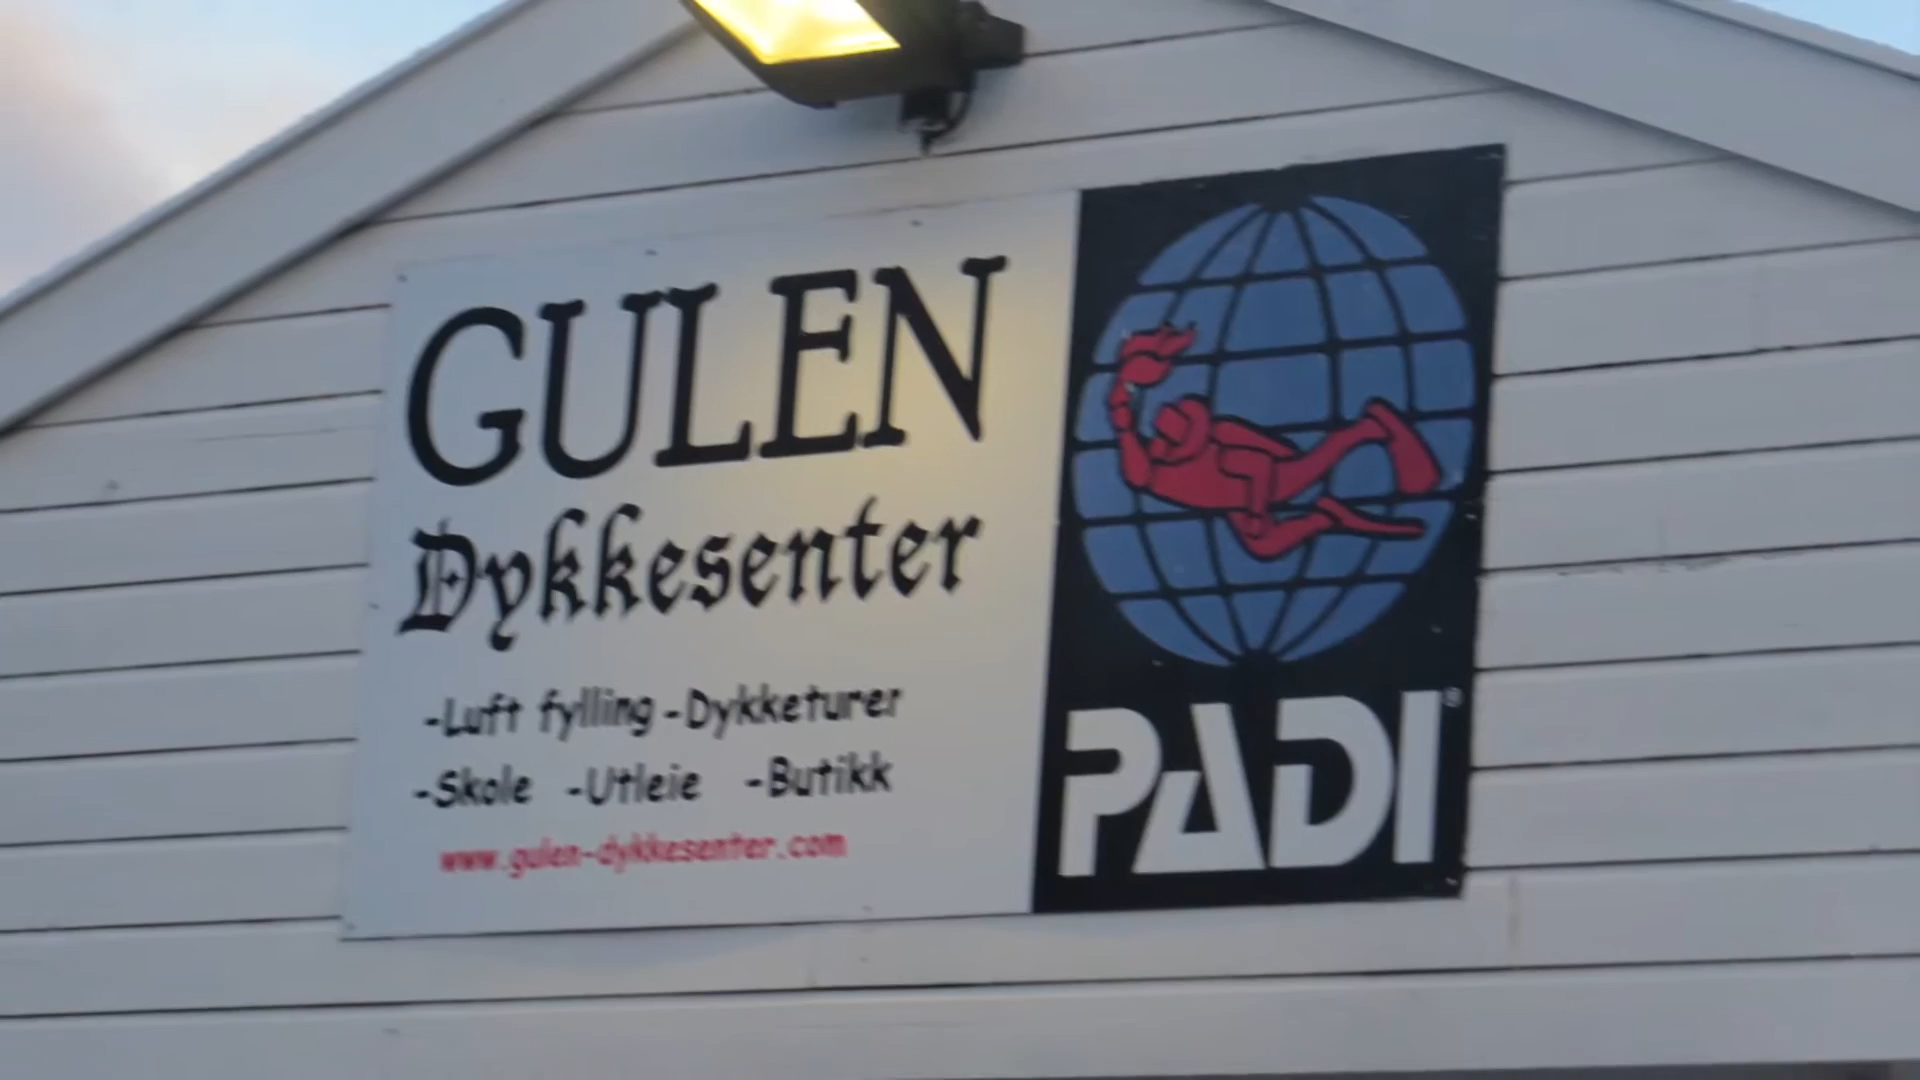 GULEN
Dykkesenter
-Luft fylling -Dykketurer
-Skole -Utleie -Butikk
www.gulen-dykkesenter.com
PADI®